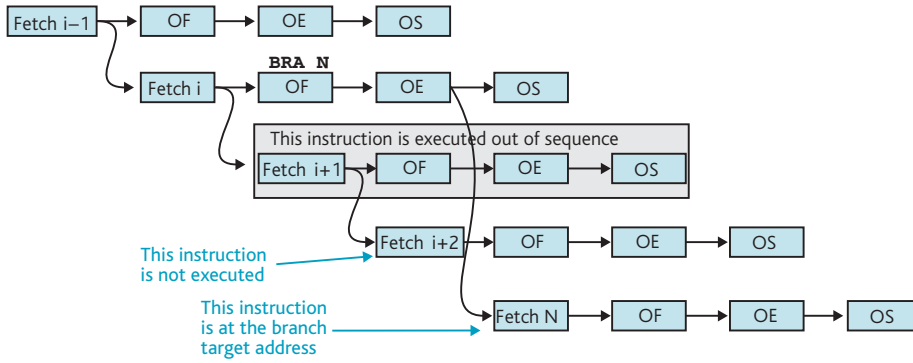 Fetch i–1 OF OE OS
BRA N
Fetch i OF OE OS
This instruction is executed out of sequence
Fetch i+1 OF OE OS
Fetch i+2 OF OE OS
This instruction
is not executed
This instruction
is at the branch
target address
Fetch N OF OE OS